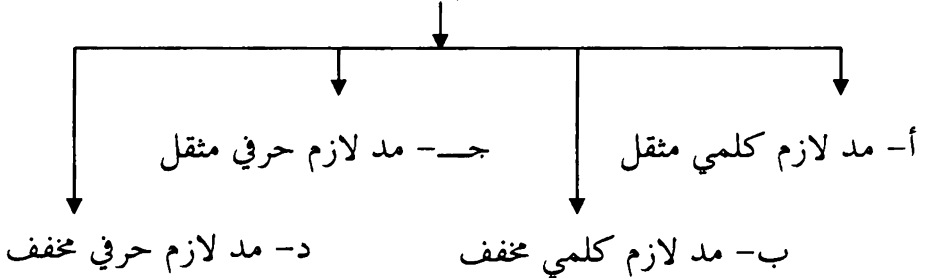 أ- مد لازم كلمي مثقل
جـ- مد لازم حرفي مثقل
ب- مد لازم كلمي مخفف
د- مد لازم حرفي مخفف